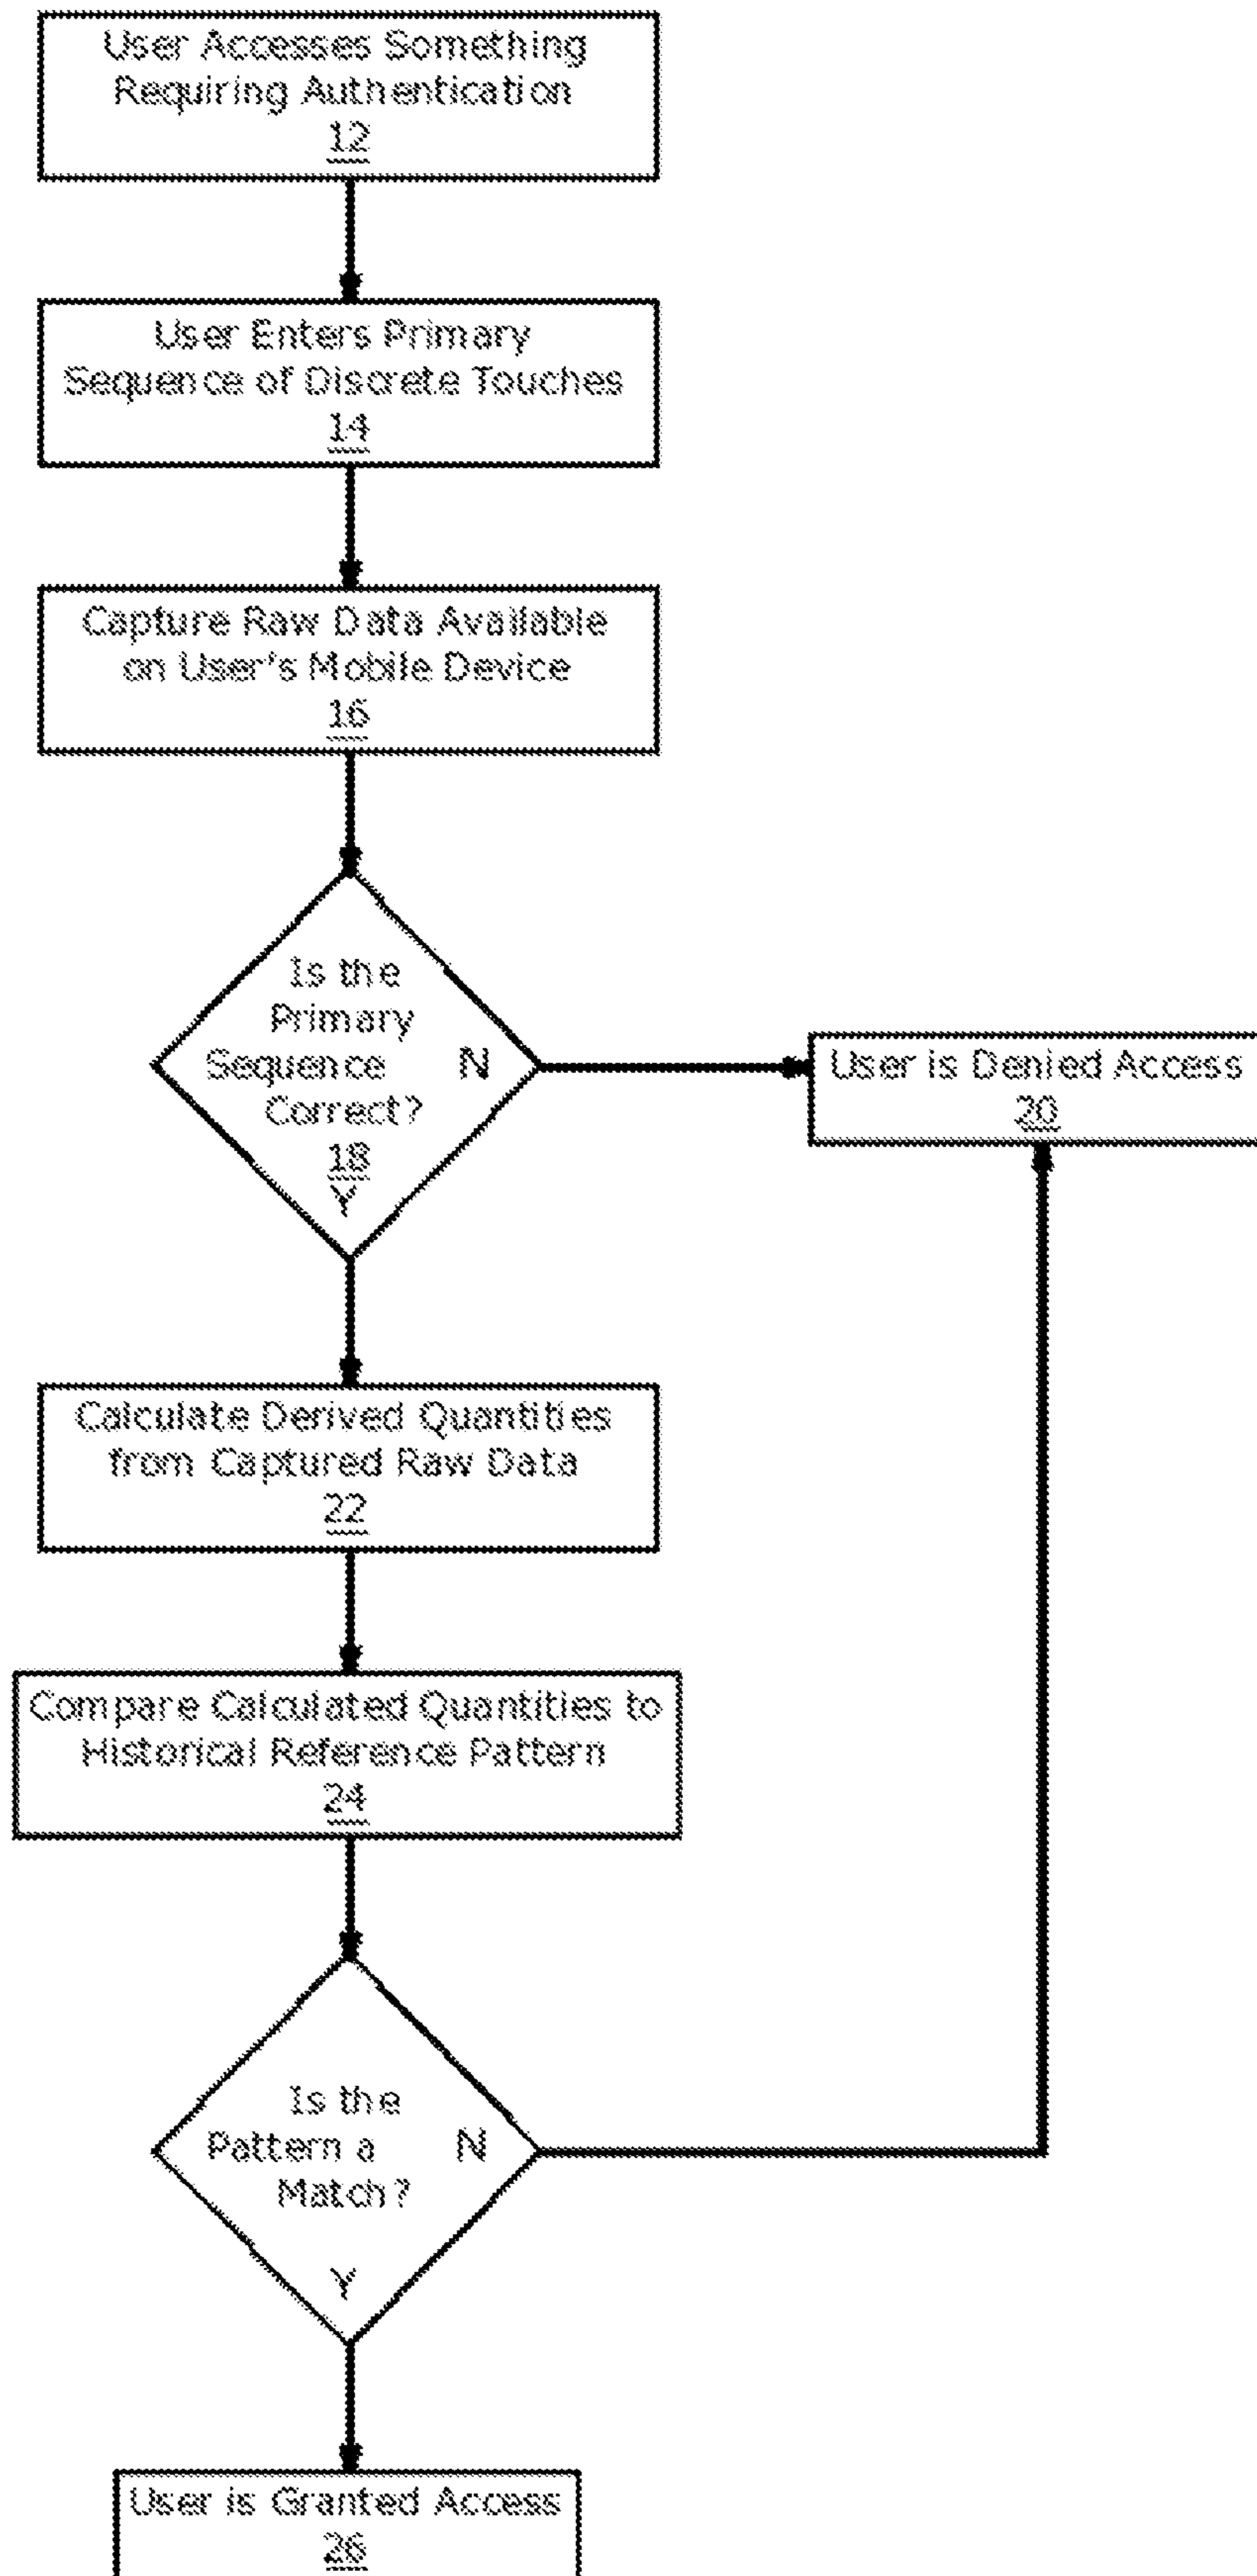 User Accesses Something
Requiring Authentication
12
User Enters Primary
Sequence of Discrete Touches
14
Capture Raw Data Available
on User's Mobile Device
16
Is the
Primary
Sequence N
Correct?
18
Y
User is Denied Access
20
Calculate Derived Quantities
from Captured Raw Data
22
Compare Calculated Quantities to
Historical Reference Pattern
24
Is the
Pattern a N
Match?
Y
User is Granted Access
26